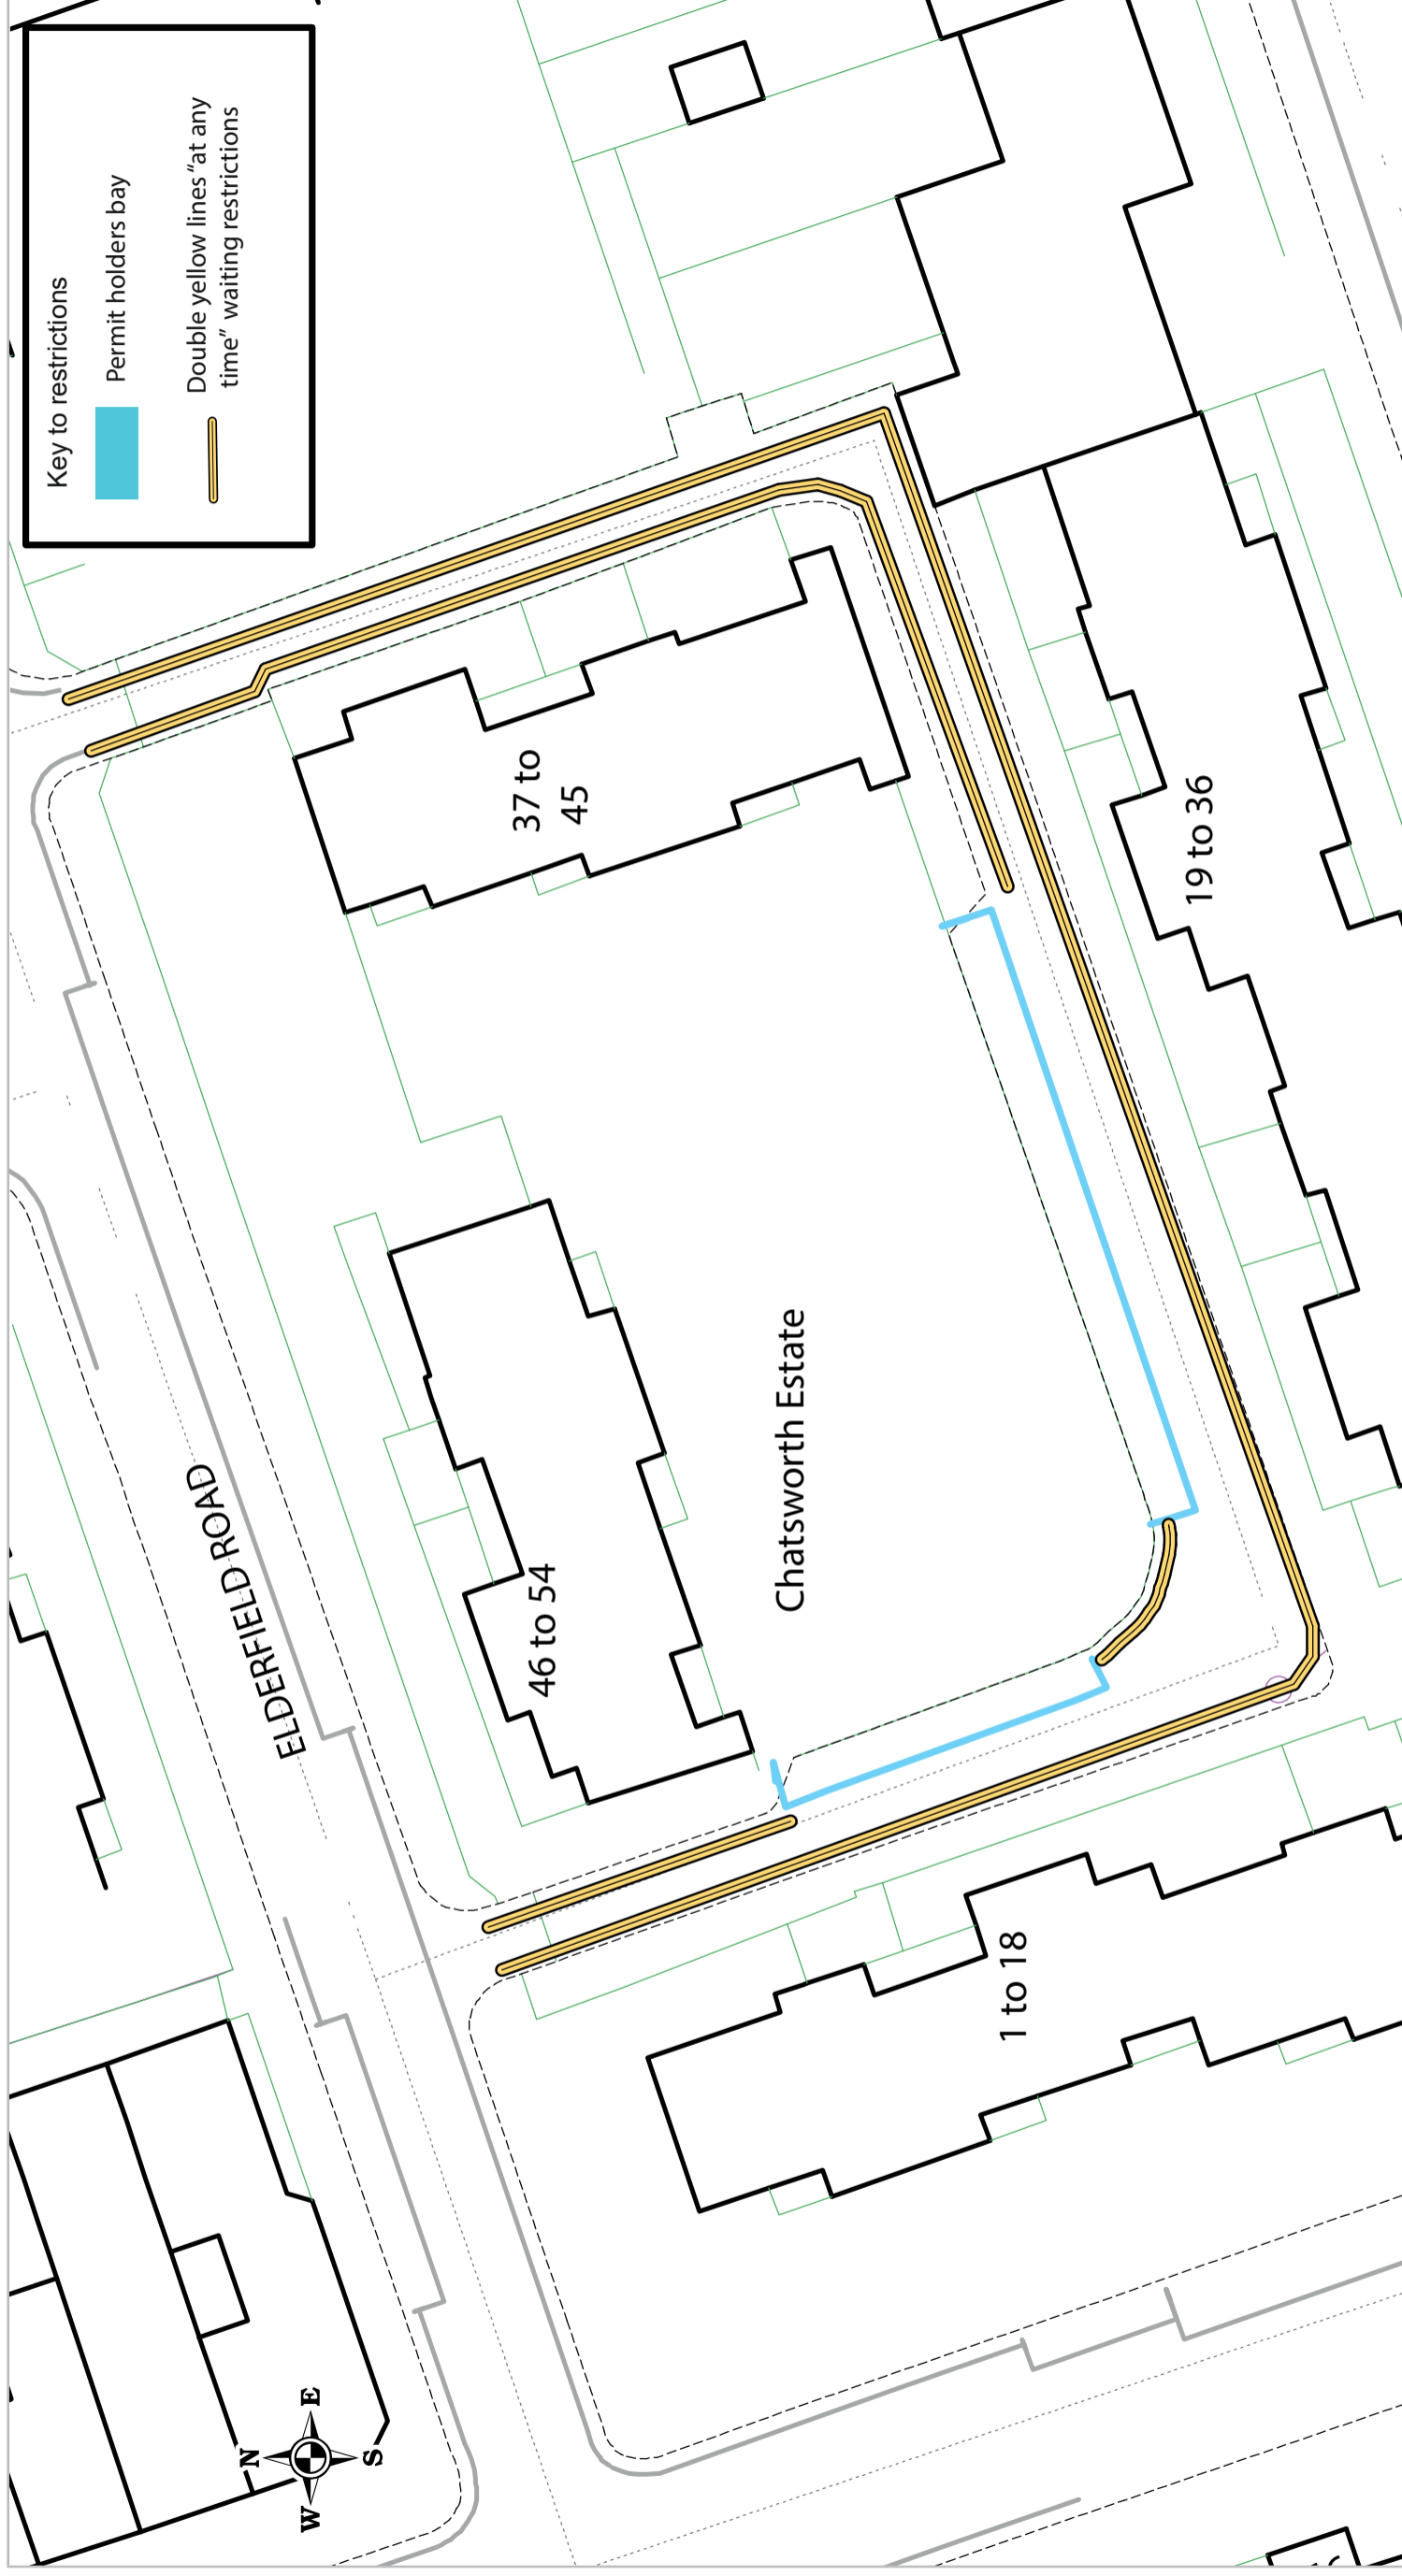 Key to restrictions
Permit holders bay
Double yellow lines “at any
time” waiting restrictions
ELDERFIELD ROAD
37 to
45
46 to 54
Chatsworth Estate
19 to 36
1 to 18
N
E
S
W